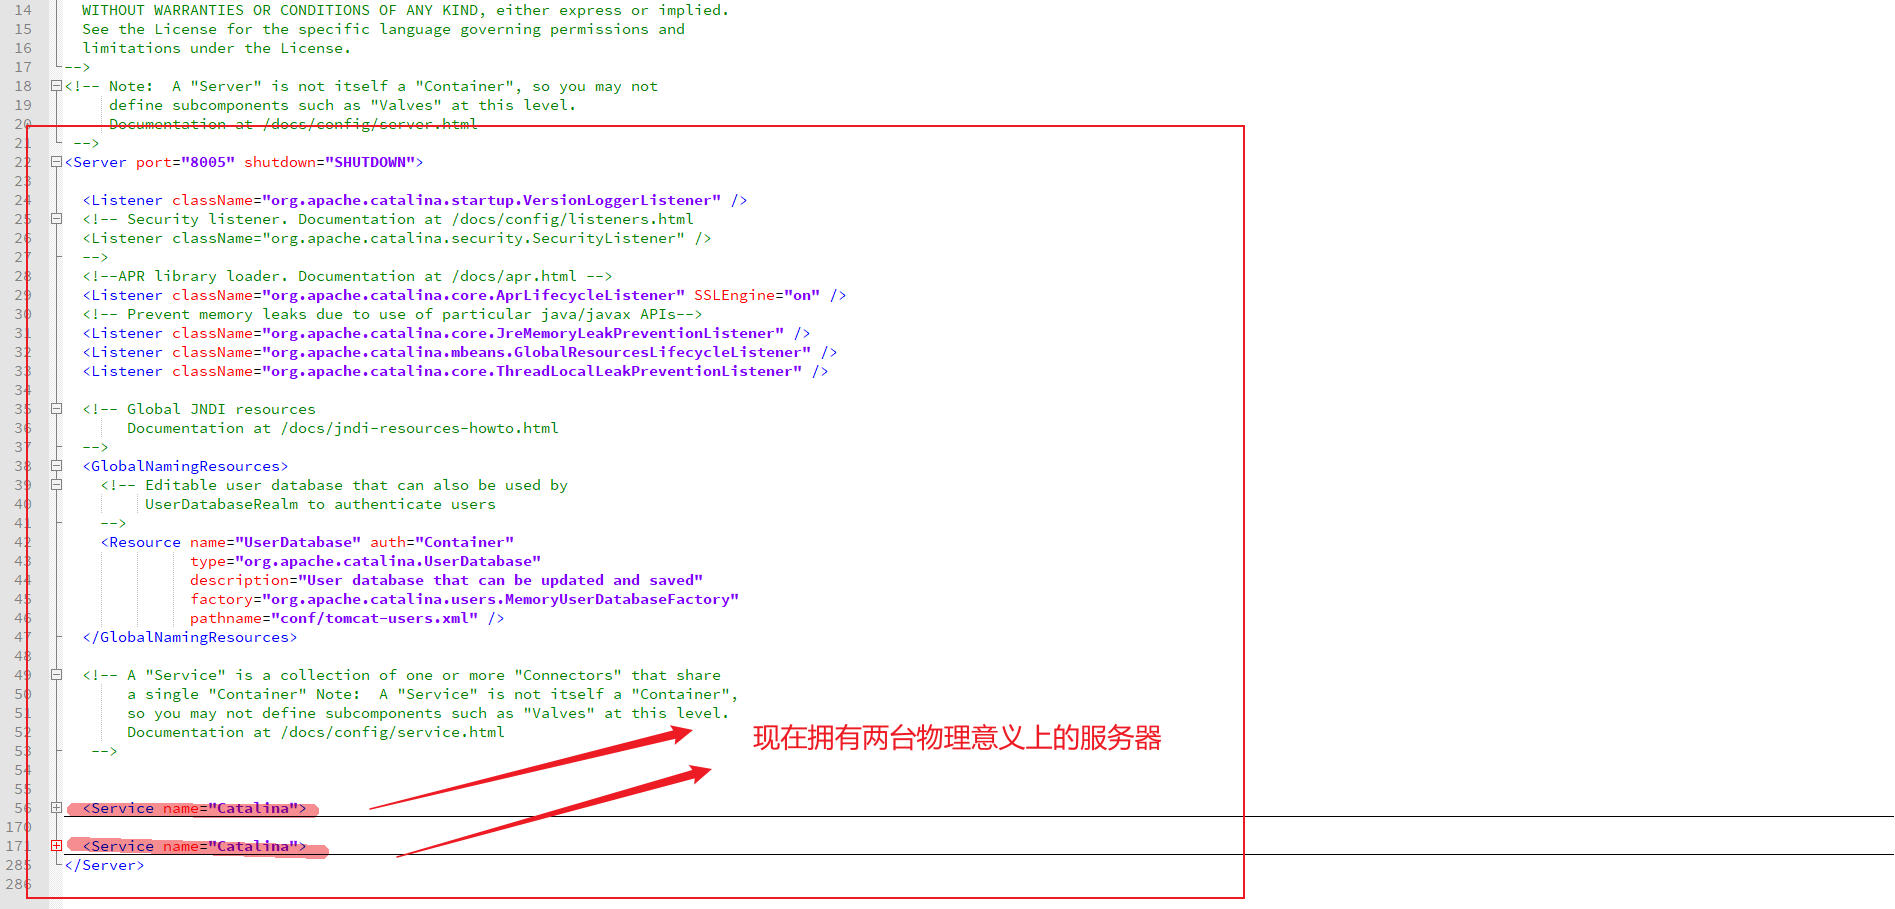 14 WITHOUT WARRANTIES OR CONDITIONS OF ANY KIND, either express or implied.
15 See the License for the specific language governing permissions and
16 limitations under the License.
17 -->
18 <!-- Note:  A "Server" is not itself a "Container", so you may not
19 define subcomponents such as "Valves" at this level.
20 Documentation at /docs/config/server.html
21 -->
22 <Server port="8005" shutdown="SHUTDOWN">
23
24 <Listener className="org.apache.catalina.startup.VersionLoggerListener" />
25 <!-- Security listener. Documentation at /docs/config/listeners.html
26 <Listener className="org.apache.catalina.security.SecurityListener" />
27 -->
28 <!--APR library loader. Documentation at /docs/apr.html -->
29 <Listener className="org.apache.catalina.core.AprLifecycleListener" SSLEngine="on" />
30 <!-- Prevent memory leaks due to use of particular java/javax APIs-->
31 <Listener className="org.apache.catalina.core.JreMemoryLeakPreventionListener" />
32 <Listener className="org.apache.catalina.mbeans.GlobalResourcesLifecycleListener" />
33 <Listener className="org.apache.catalina.core.ThreadLocalLeakPreventionListener" />
34
35 <!-- Global JNDI resources
36 Documentation at /docs/jndi-resources-howto.html
37 -->
38 <GlobalNamingResources>
39 <!-- Editable user database that can also be used by
40 UserDatabaseRealm to authenticate users
41 -->
42 <Resource name="UserDatabase" auth="Container"
43 type="org.apache.catalina.UserDatabase"
44 description="User database that can be updated and saved"
45 factory="org.apache.catalina.users.MemoryUserDatabaseFactory"
46 pathname="conf/tomcat-users.xml" />
47 </GlobalNamingResources>
48
49 <!-- A "Service" is a collection of one or more "Connectors" that share
50 a single "Container" Note:  A "Service" is not itself a "Container",
51 so you may not define subcomponents such as "Valves" at this level.
52 Documentation at /docs/config/service.html
现在拥有两台物理意义上的服务器
53 -->
54
55
56 <Service name="Catalina">
170
171 <Service name="Catalina">
285 </Server>
286